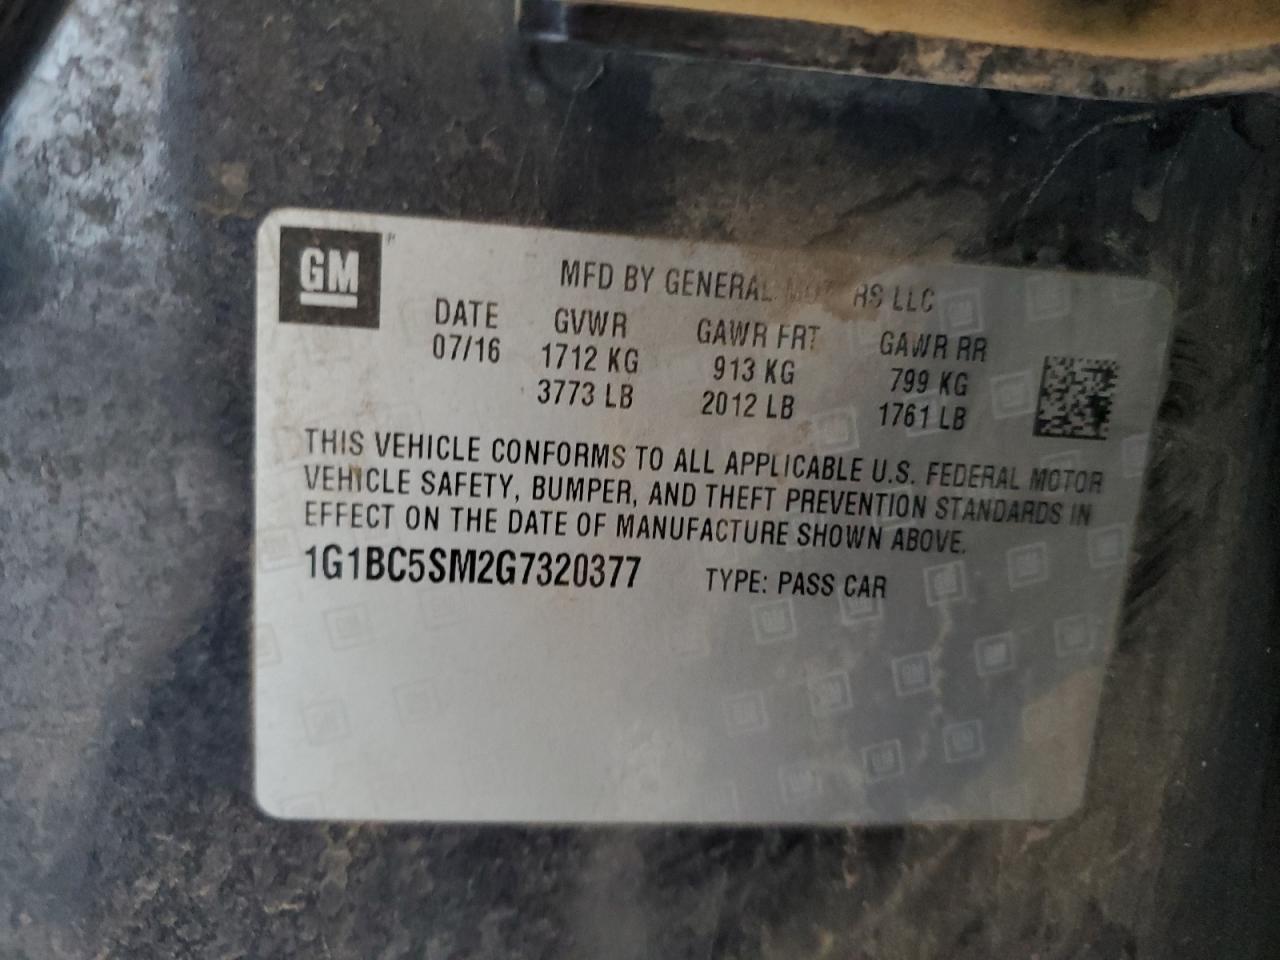 GM
MFD BY GENERAL MOTORS LLC
DATE GVWR GAWR FRT GAWR RR
07/16 1712 KG 913 KG 799 KG
3773 LB 2012 LB 1761 LB
THIS VEHICLE CONFORMS TO ALL APPLICABLE U.S. FEDERAL MOTOR
VEHICLE SAFETY, BUMPER, AND THEFT PREVENTION STANDARDS IN
EFFECT ON THE DATE OF MANUFACTURE SHOWN ABOVE.
1G1BC5SM2G7320377 TYPE: PASS CAR